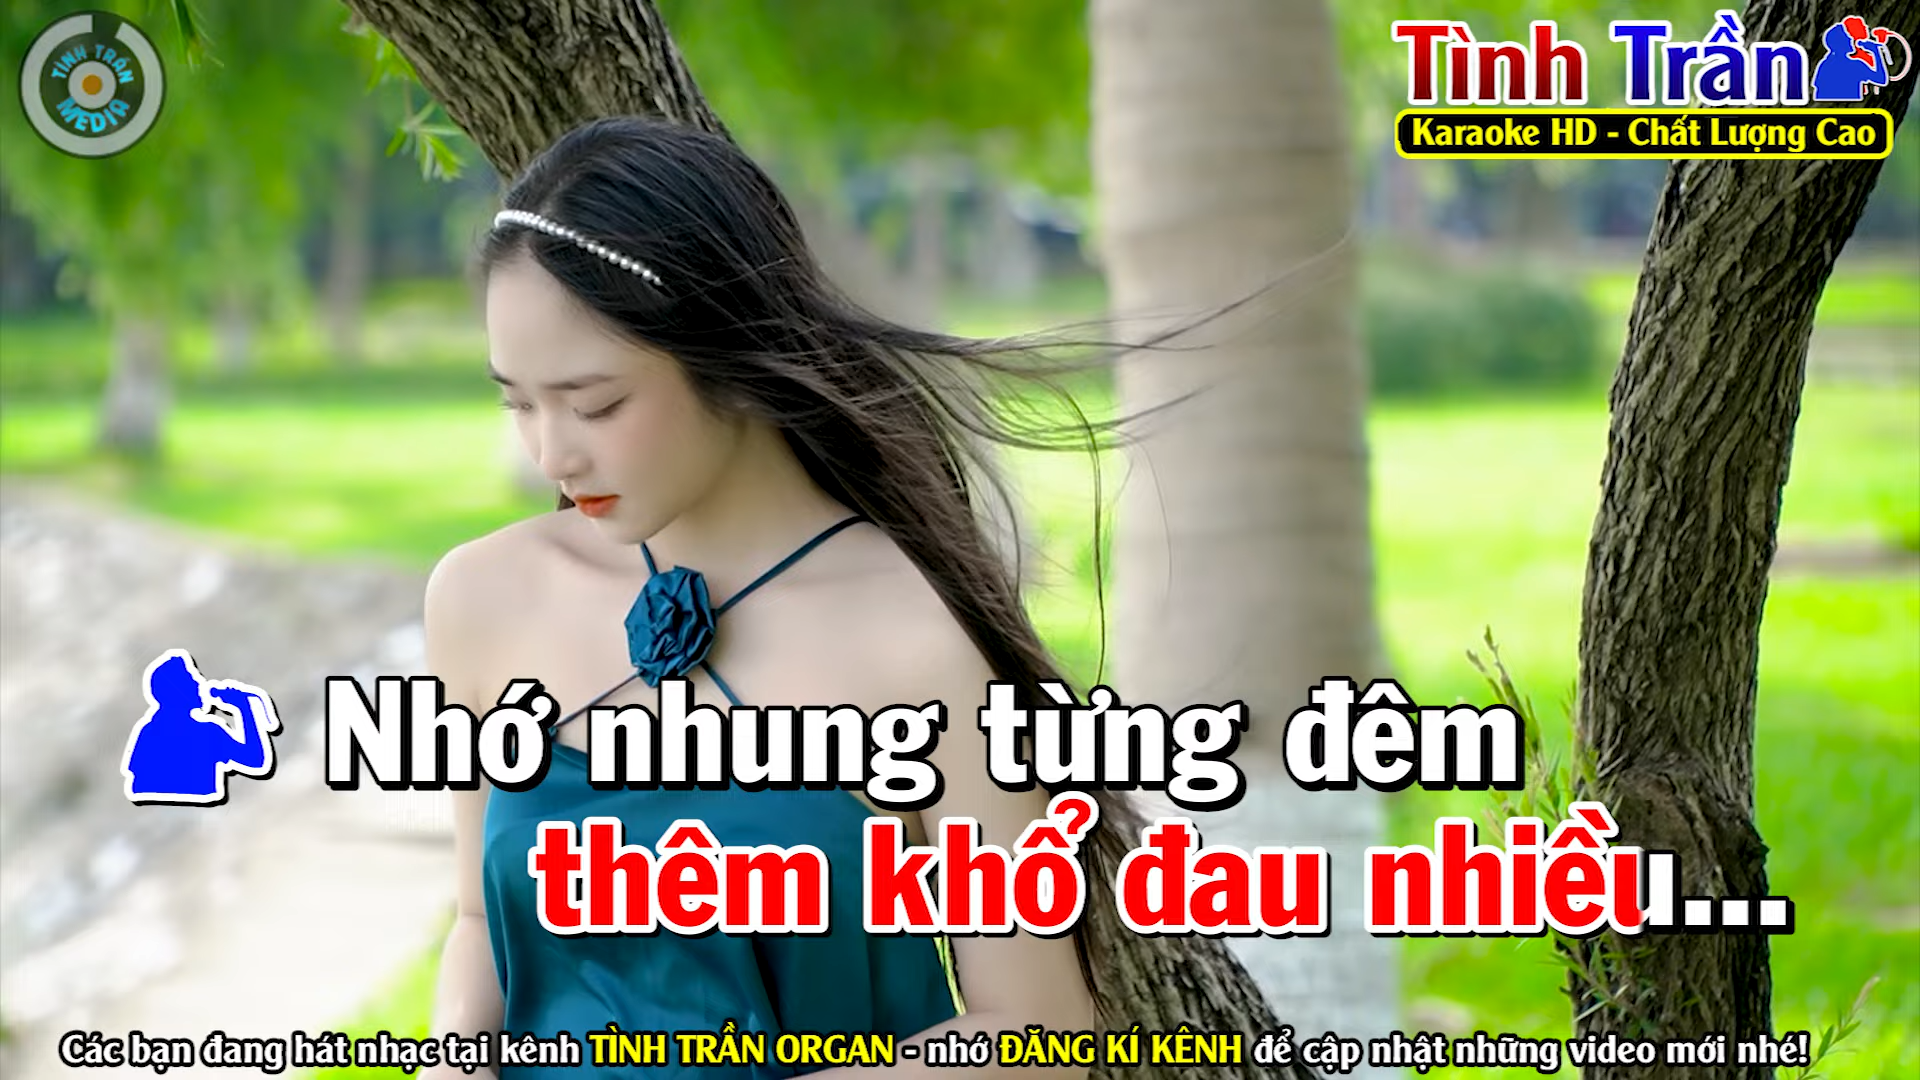 TÌNH TRẦN
MEDIA
Tình Trần
Karaoke HD - Chất Lượng Cao
Nhớ nhung từng đêm
thêm khổ đau nhiều...
Các bạn đang hát nhạc tại kênh TÌNH TRẦN ORGAN - nhớ ĐĂNG KÍ KÊNH để cập nhật những video mới nhé!